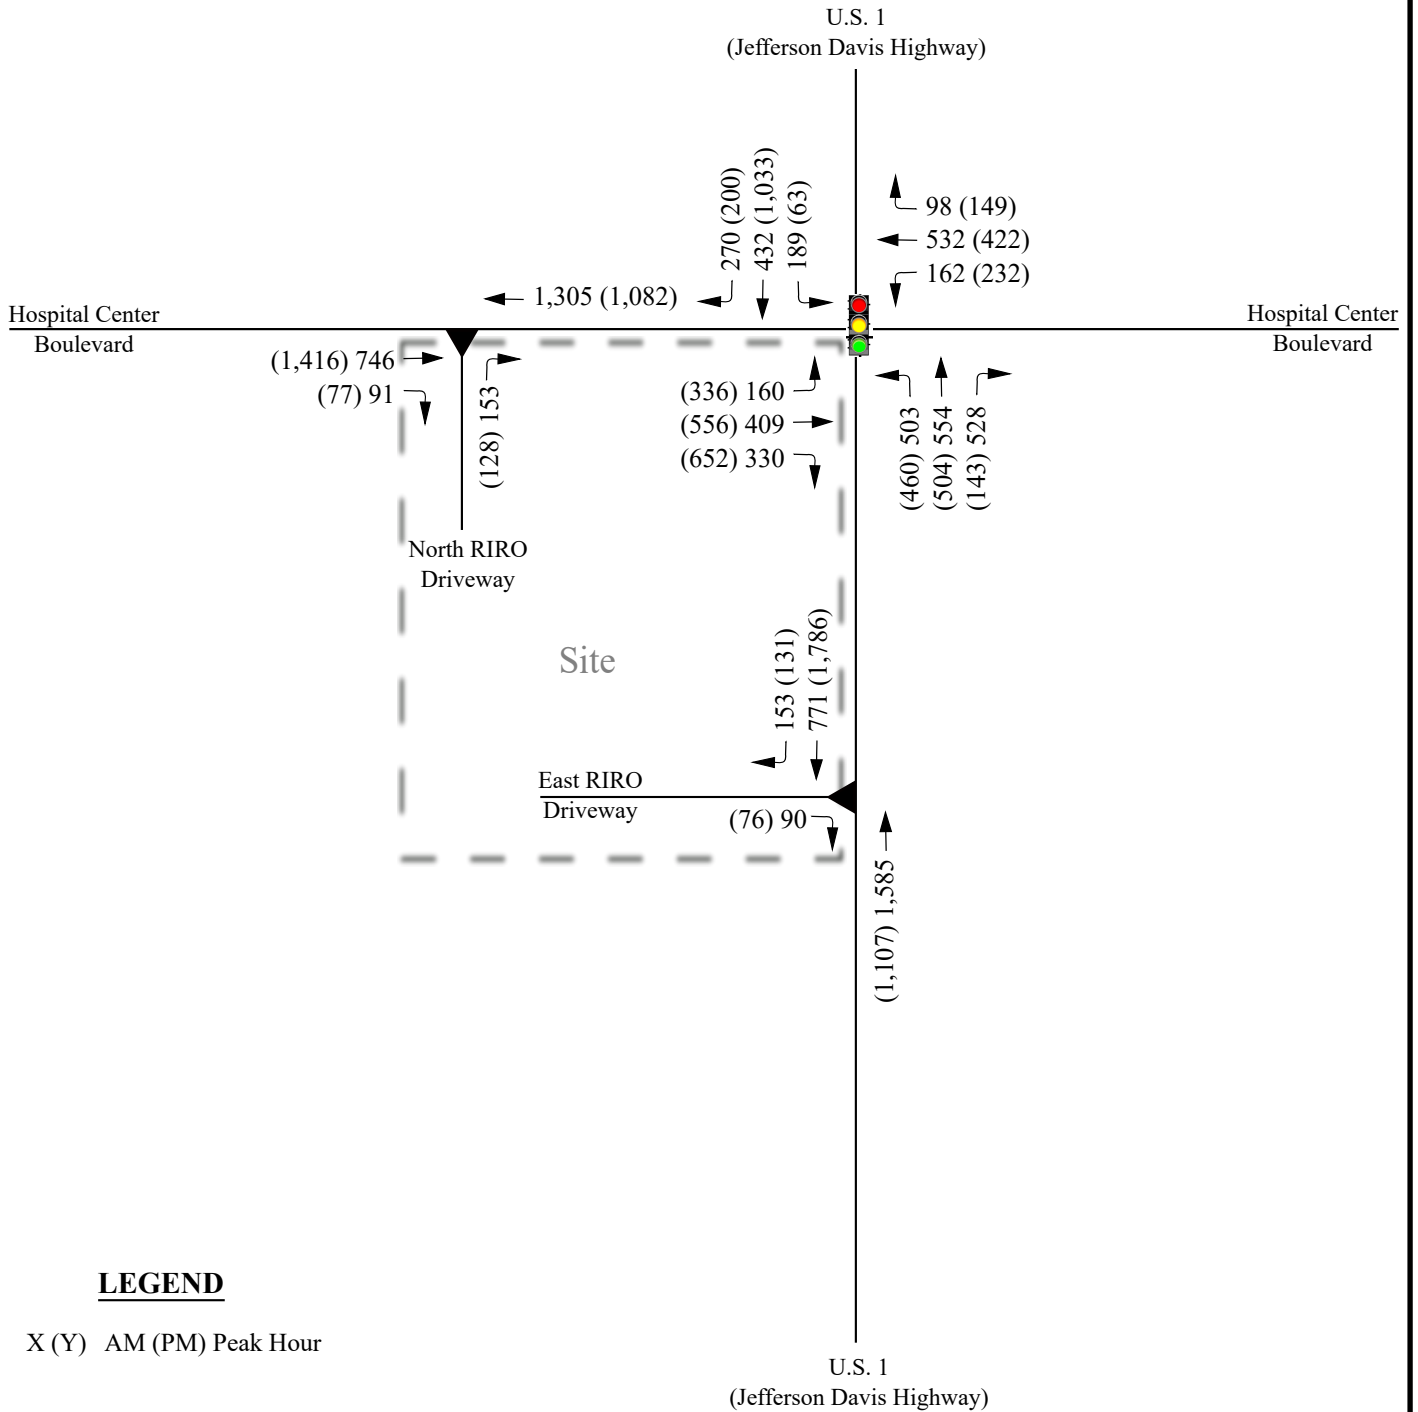 U.S. 1
(Jefferson Davis Highway)
270 (200)
432 (1,033)
189 (63)
98 (149)
532 (422)
162 (232)
1,305 (1,082)
Hospital Center
Boulevard
Hospital Center
Boulevard
(1,416) 746
(77) 91
(128) 153
(336) 160
(556) 409
(652) 330
(460) 503
(504) 554
(143) 528
North RIRO
Driveway
Site
153 (131)
771 (1,786)
East RIRO
Driveway
(76) 90
(1,107) 1,585
LEGEND
X (Y) AM (PM) Peak Hour
U.S. 1
(Jefferson Davis Highway)